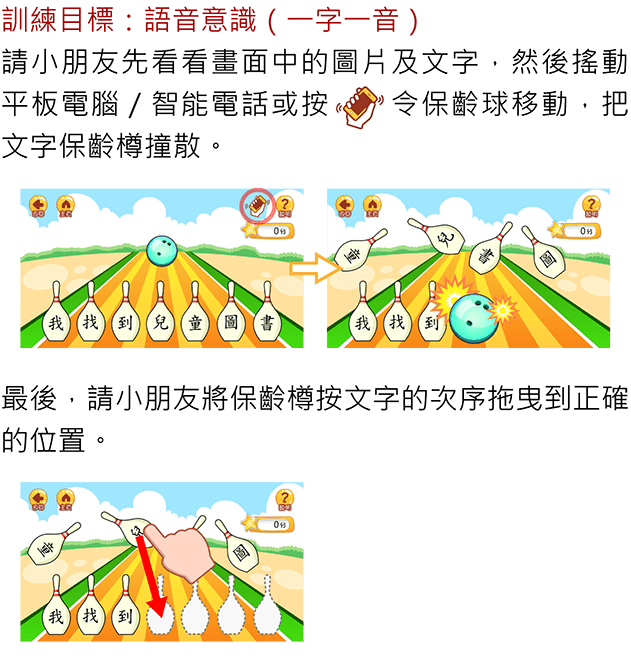 訓練目標：語音意識（一字一音）
請小朋友先看看畫面中的圖片及文字，然後搖動
平板電腦／智能電話或按 令保齡球移動，把
文字保齡樽撞散。
? 
0分
我 找 到 兒 童 圖 書
?
0分
童 兒 書 圖
我 找 到
最後，請小朋友將保齡樽按文字的次序拖曳到正確
的位置。
?
0分
童 兒 圖
我 找 到